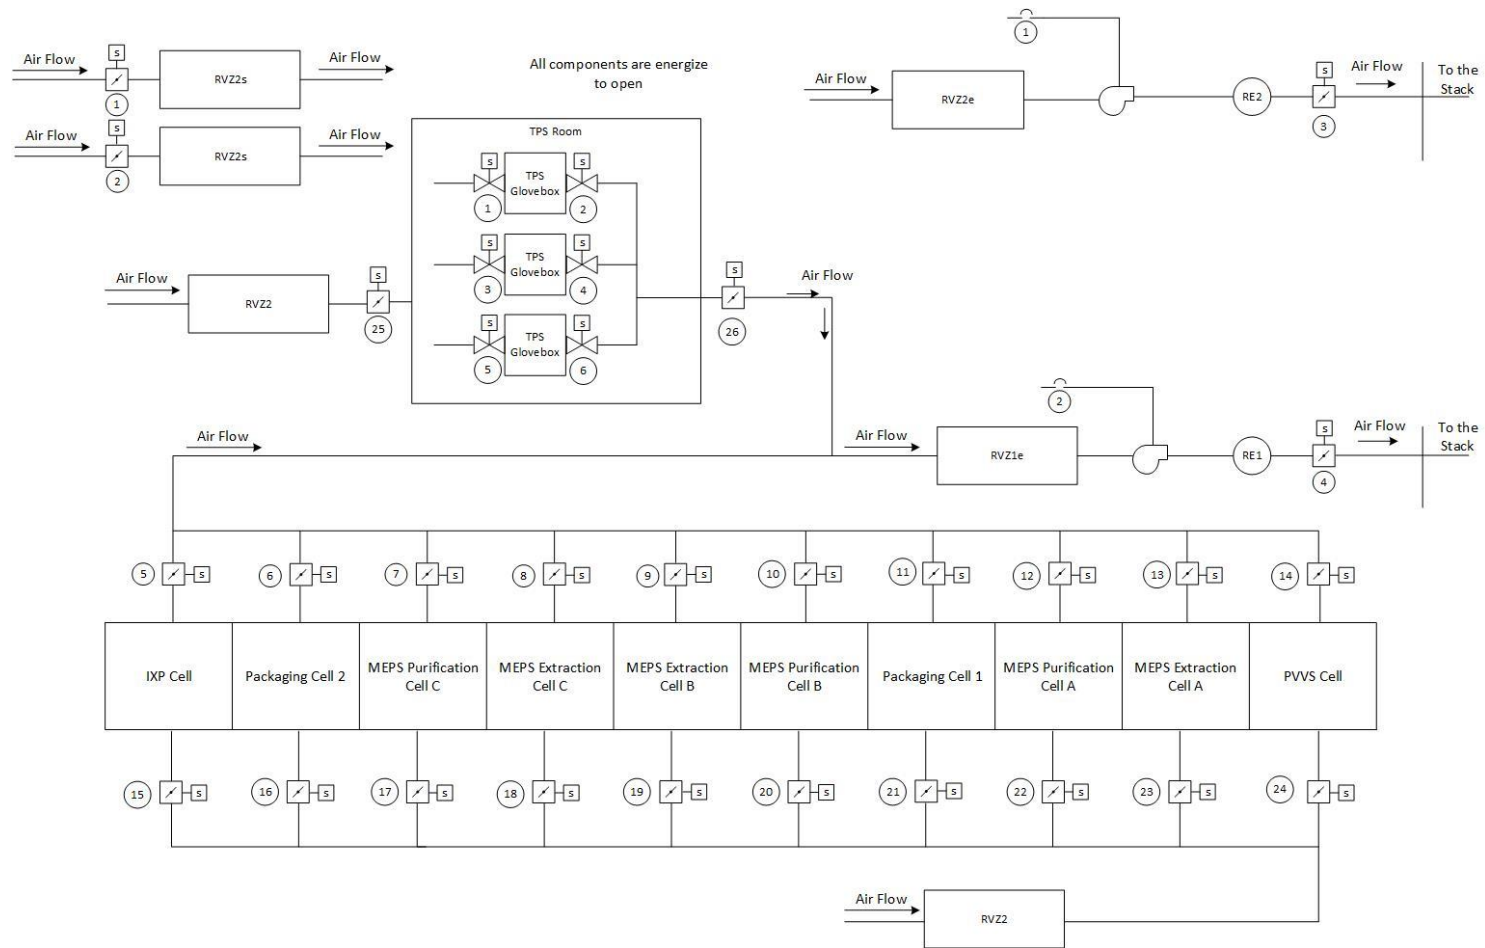 1
s
Air Flow
RVZ2s
Air Flow
1
All components are energize
to open
s
Air Flow
RVZ2s
Air Flow
2
Air Flow
RVZ2e
RE2
s
3
Air Flow
To the
Stack
TPS Room
s
TPS
Glovebox
s
1
2
s
TPS
Glovebox
s
3
4
s
TPS
Glovebox
s
5
6
Air Flow
RVZ2
s
25
s
26
Air Flow
2
Air Flow
Air Flow
RVZ1e
RE1
s
4
Air Flow
To the
Stack
5
s
6
s
7
s
8
s
9
s
10
s
11
s
12
s
13
s
14
s
IXP Cell
Packaging Cell 2
MEPS Purification
Cell C
MEPS Extraction
Cell C
MEPS Extraction
Cell B
MEPS Purification
Cell B
Packaging Cell 1
MEPS Purification
Cell A
MEPS Extraction
Cell A
PVVS Cell
15
s
16
s
17
s
18
s
19
s
20
s
21
s
22
s
23
s
24
s
Air Flow
RVZ2